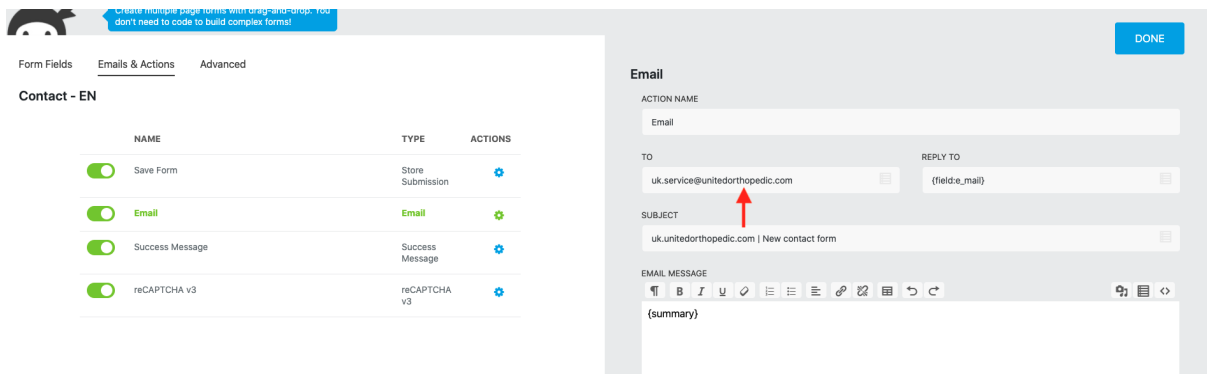 Create multiple page forms with drag-and-drop. You
don't need to code to build complex forms!
DONE
Form Fields Emails & Actions Advanced
Contact - EN
NAME TYPE ACTIONS
Save Form Store
Submission
Email Email
Success Message Success
Message
reCAPTCHA v3 reCAPTCHA
v3
Email
ACTION NAME
Email
TO REPLY TO
uk.service@unitedorthopedic.com {field:e_mail}
SUBJECT
uk.unitedorthopedic.com | New contact form
EMAIL MESSAGE
{summary}